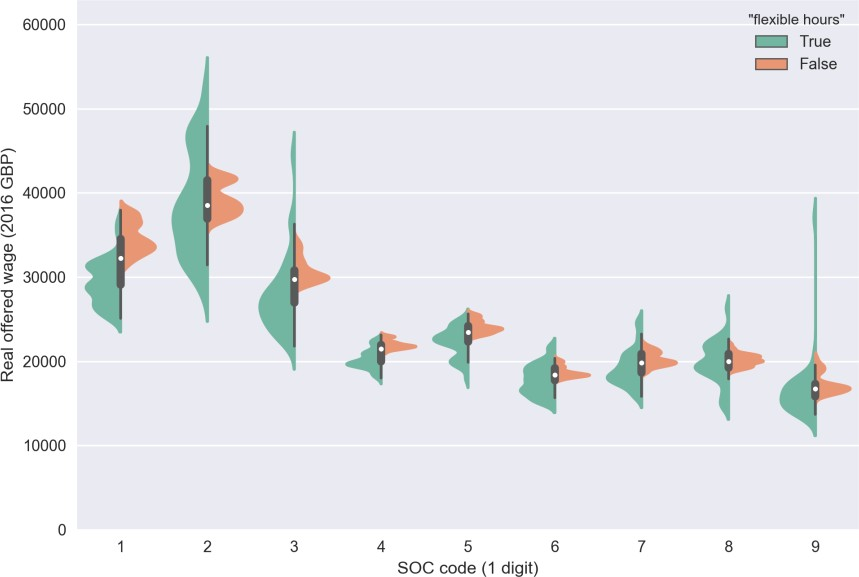 "flexible hours"
True
False
Real offered wage (2016 GBP)
60000
50000
40000
30000
20000
10000
0
1 2 3 4 5 6 7 8 9
SOC code (1 digit)